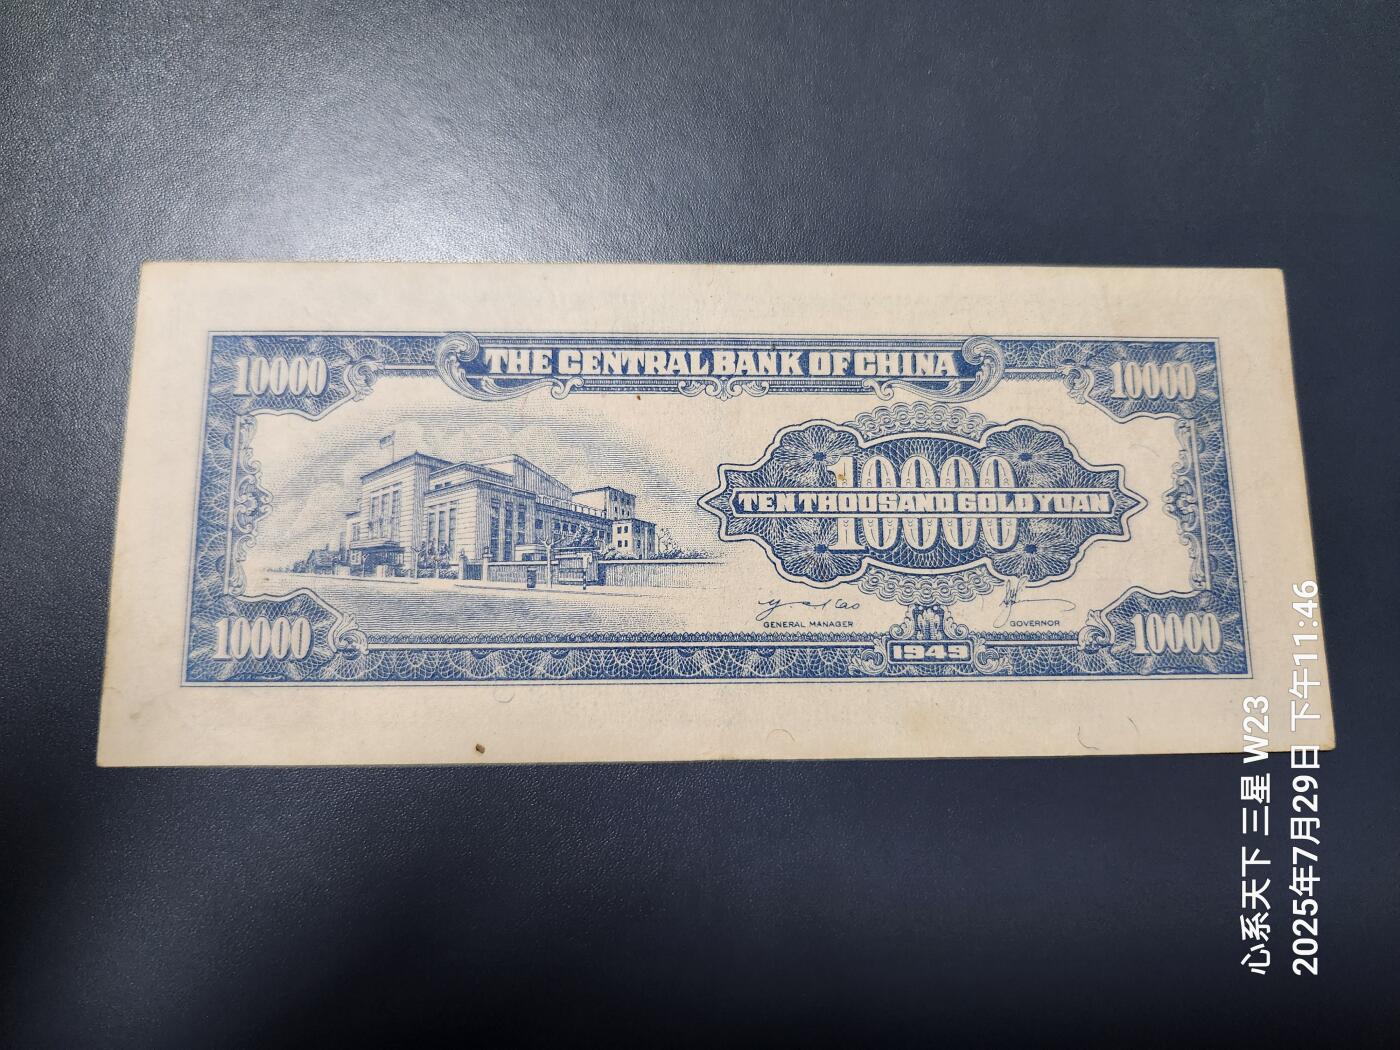 THE CENTRAL BANK OF CHINA
10000
10000
10000
TEN THOUSAND GOLD YUAN
GENERAL MANAGER
GOVERNOR
10000
1949
10000
心系天下 三星 W23
2025年7月29日 下午11:46